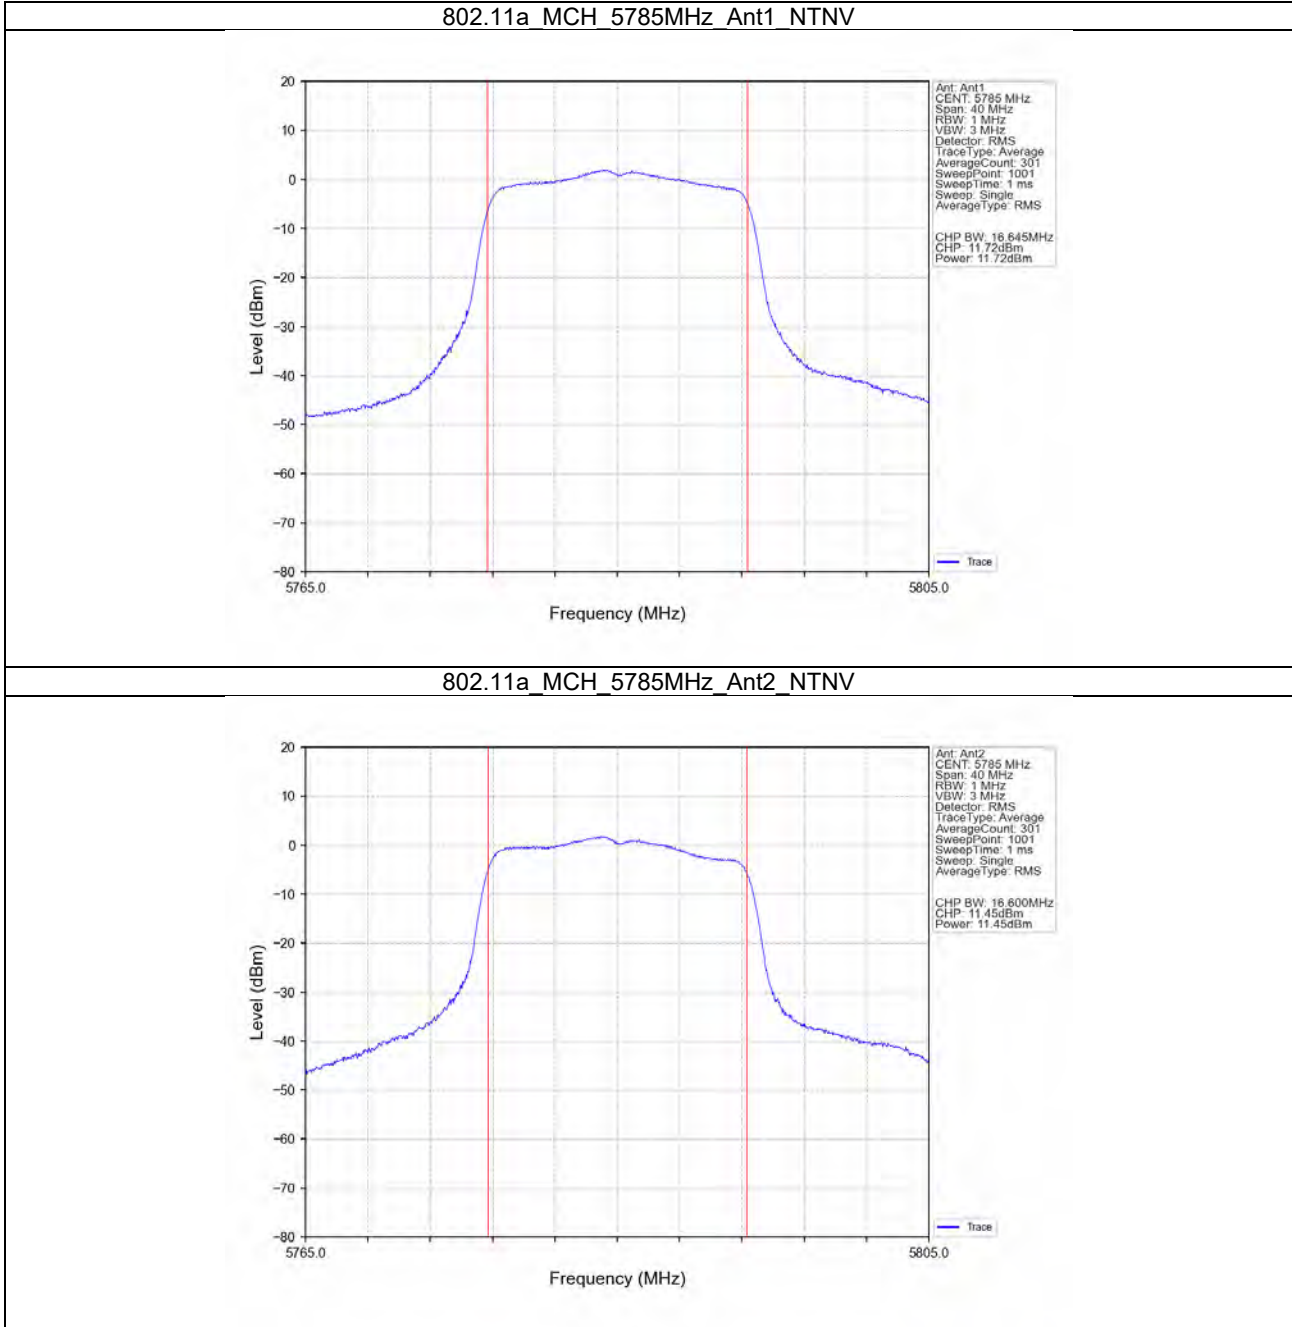 802.11a_MCH_5785MHz_Ant1_NTNV
20
10
0
−10
−20
−30
−40
−50
−60
−70
−80
Level (dBm)
5765.0
5805.0
Frequency (MHz)
Ant: Ant1
CENT: 5785 MHz
Span: 40 MHz
RBW: 1 MHz
VBW: 3 MHz
Detector: RMS
TraceType: Average
AverageCount: 301
SweepPoint: 1001
SweepTime: 1 ms
Sweep: Single
AverageType: RMS
CHP BW: 16.645MHz
CHP: 11.72dBm
Power: 11.72dBm
Trace
802.11a_MCH_5785MHz_Ant2_NTNV
20
10
0
−10
−20
−30
−40
−50
−60
−70
−80
Level (dBm)
5765.0
5805.0
Frequency (MHz)
Ant: Ant2
CENT: 5785 MHz
Span: 40 MHz
RBW: 1 MHz
VBW: 3 MHz
Detector: RMS
TraceType: Average
AverageCount: 301
SweepPoint: 1001
SweepTime: 1 ms
Sweep: Single
AverageType: RMS
CHP BW: 16.600MHz
CHP: 11.45dBm
Power: 11.45dBm
Trace